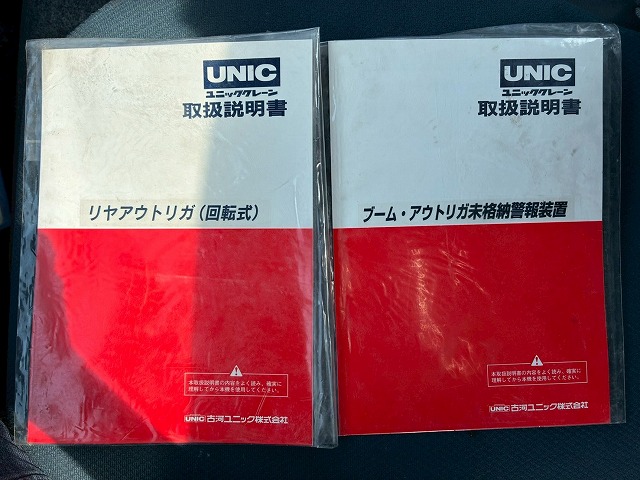 UNIC
ユニッククレーン
取扱説明書
リヤアウトリガ(回転式)
本取扱説明書の内容をよく読み、確実に
理解してから本機を使用してください。
UNIC 古河ユニック株式会社
UNIC
ユニッククレーン
取扱説明書
ブーム・アウトリガ未格納警報装置
本取扱説明書の内容をよく読み、確実に
理解してから本機を使用してください。
UNIC 古河ユニック株式会社